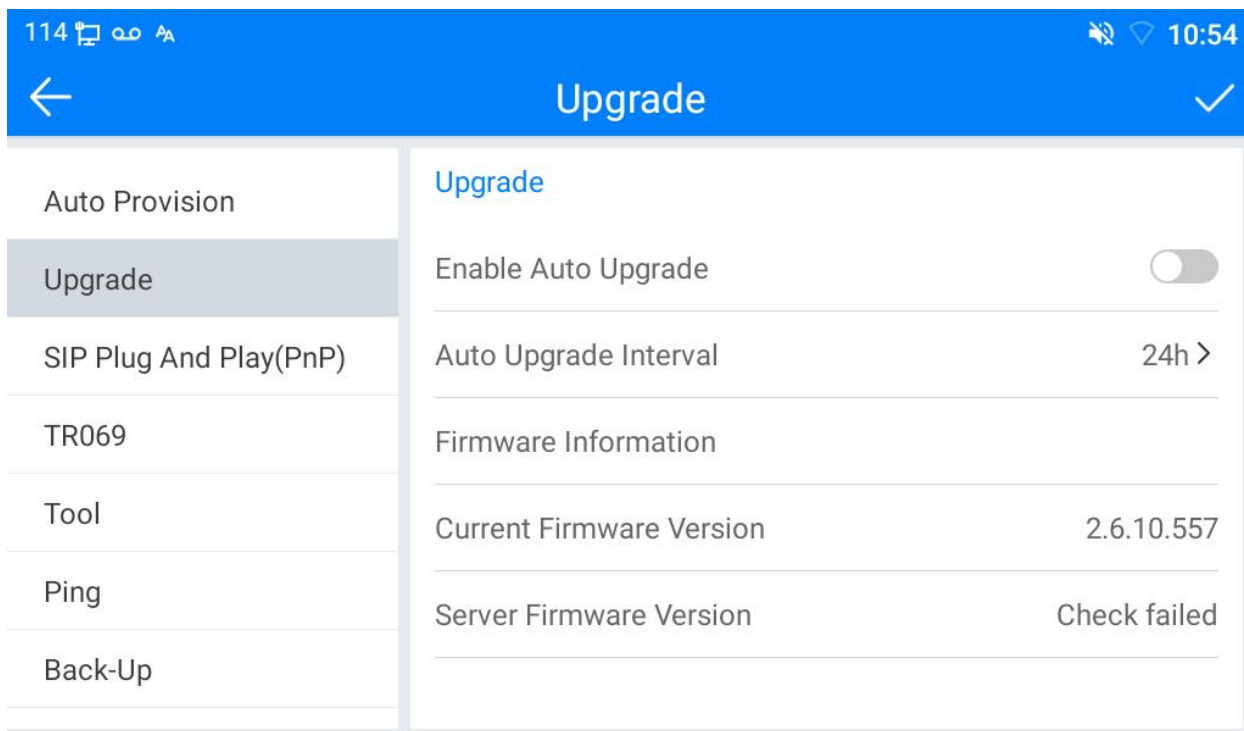 114 AA 10:54
Upgrade
Auto Provision
Upgrade
SIP Plug And Play(PnP)
TR069
Tool
Ping
Back-Up
Upgrade
Enable Auto Upgrade
Auto Upgrade Interval 24h
Firmware Information
Current Firmware Version 2.6.10.557
Server Firmware Version Check failed